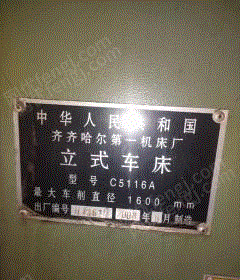 中华人民 和国
齐齐哈尔第一机床厂
立式车床
型号 C5116A
最大车削直径 1600 mm
出厂编号 年 月制造